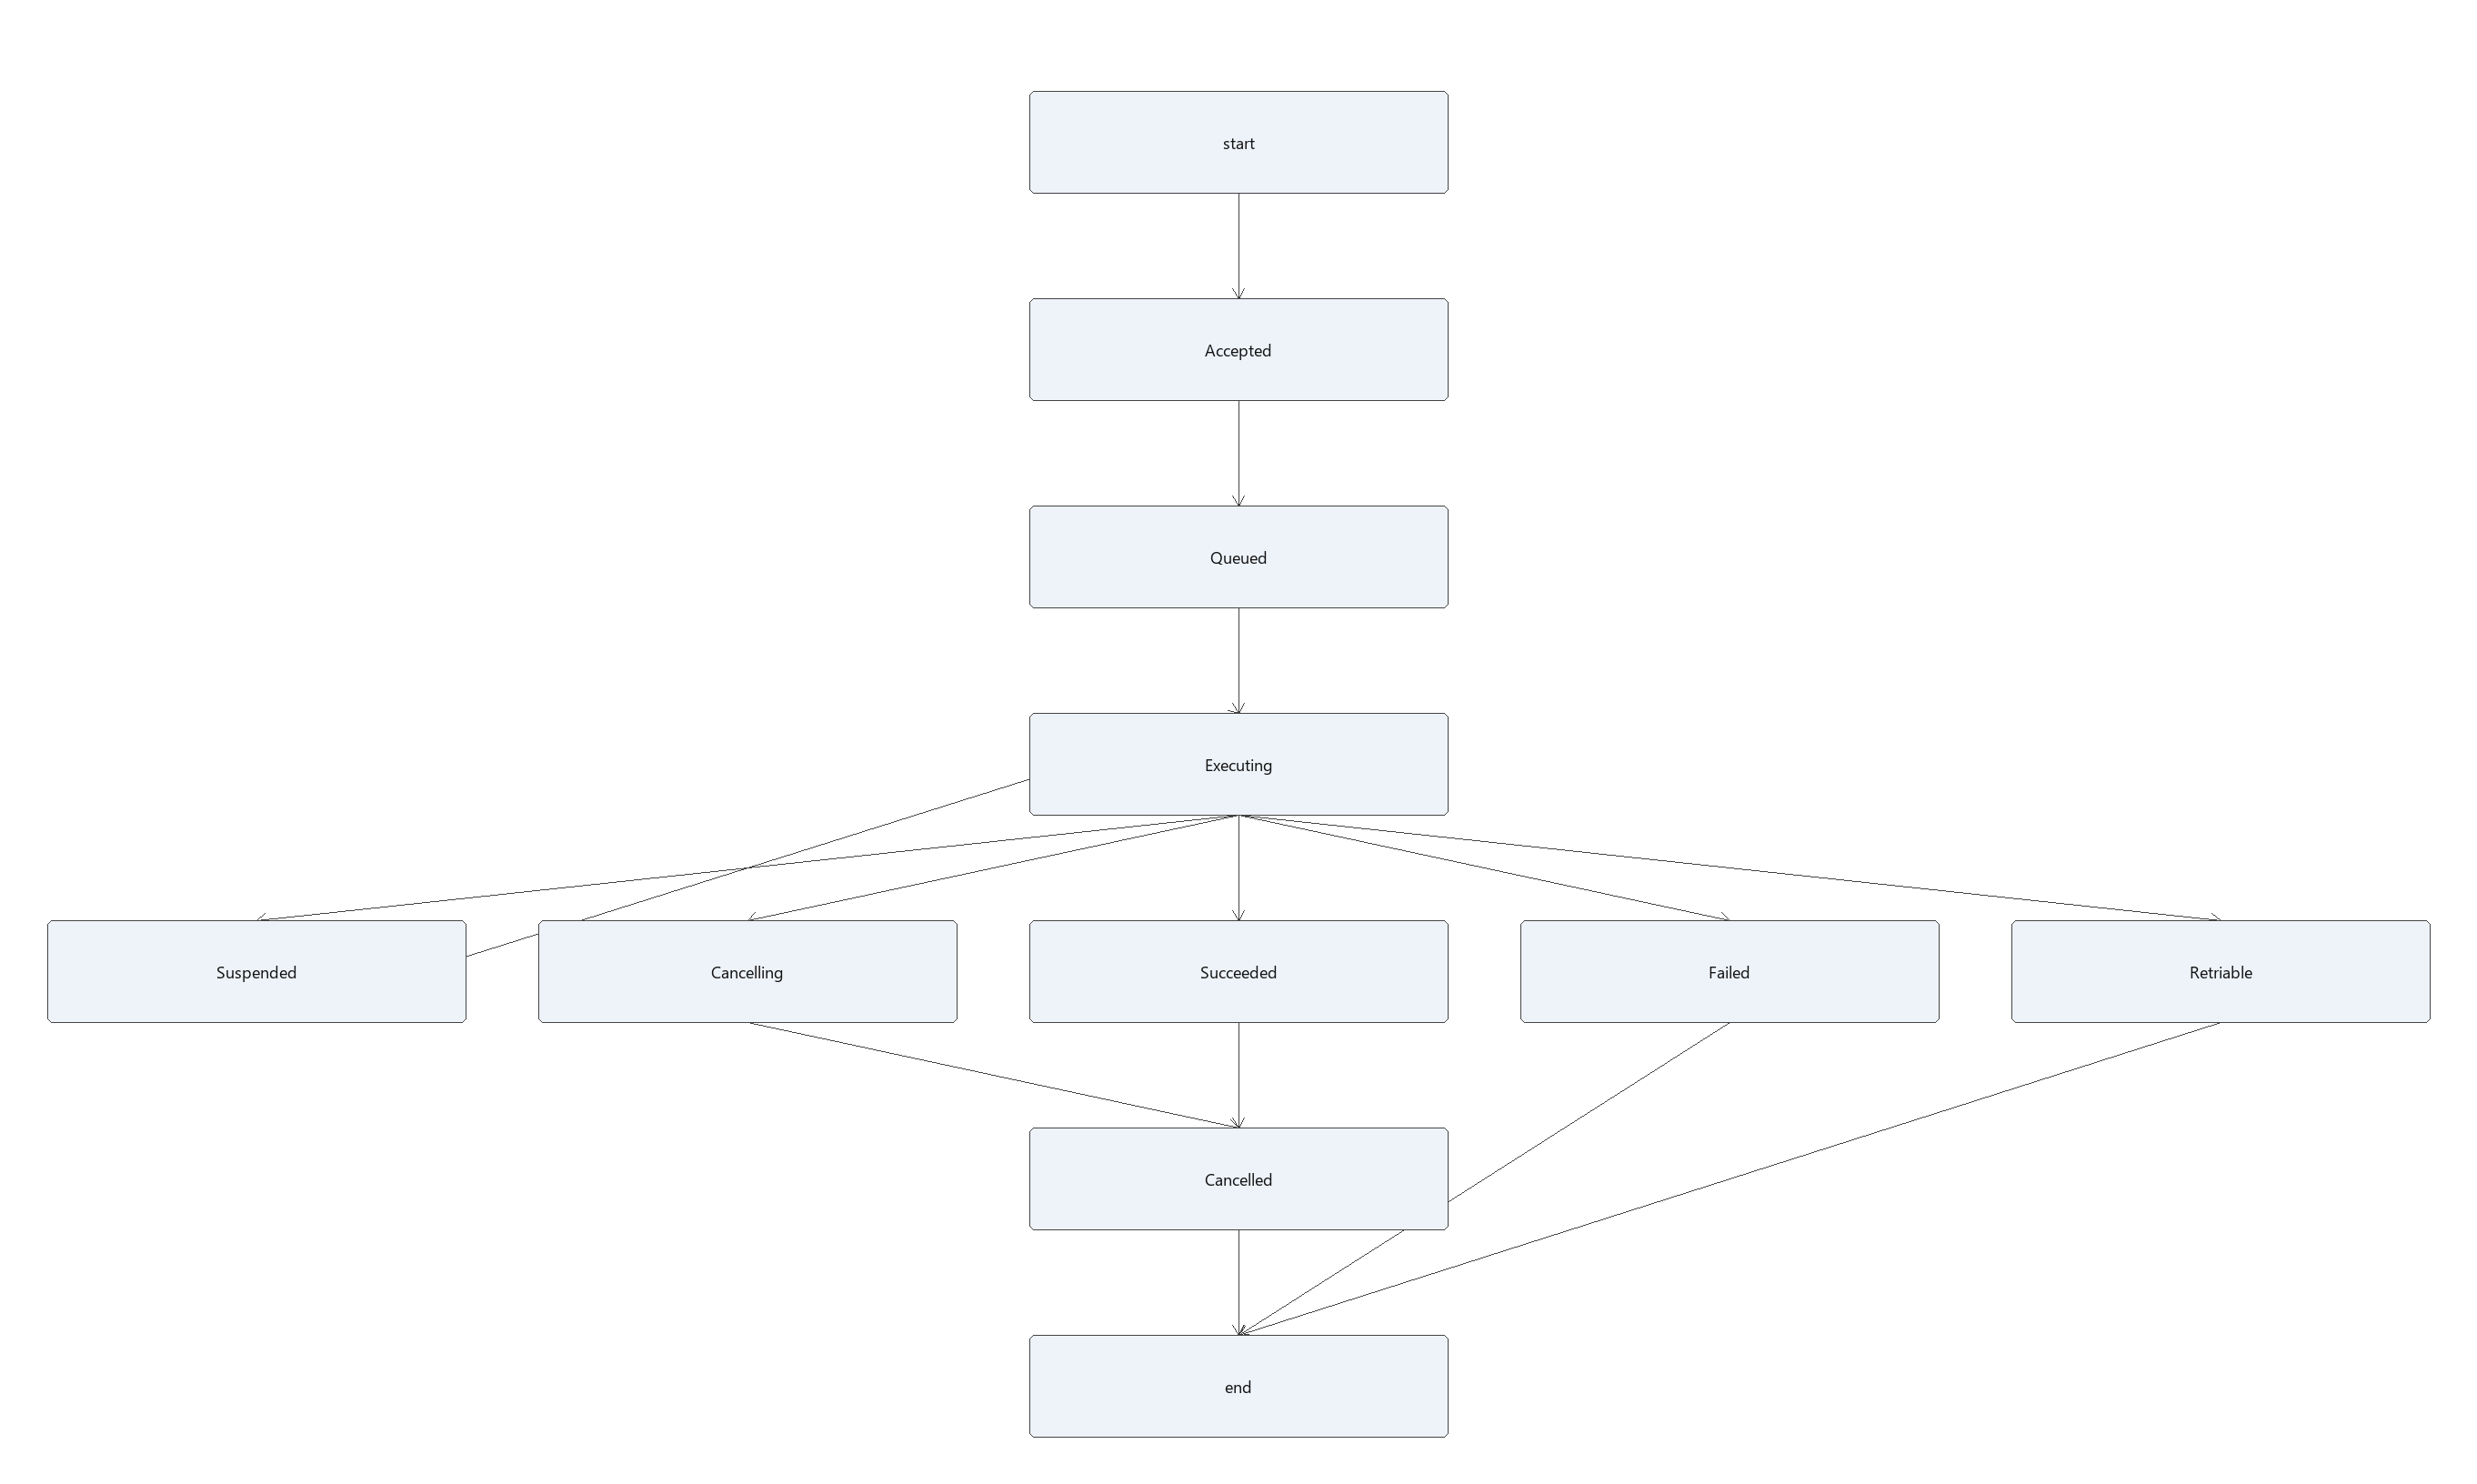 start
Accepted
Queued
Executing
Suspended
Cancelling
Succeeded
Failed
Retriable
Cancelled
end